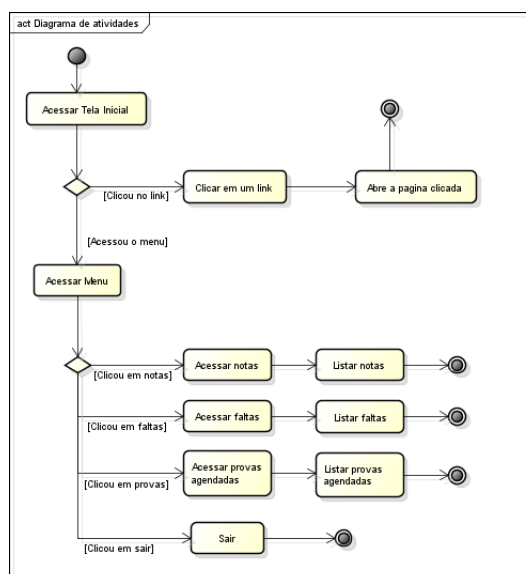 act Diagrama de atividades
Acessar Tela Inicial
[Clicou no link]
Clicar em um link
Abre a pagina clicada
[Acessou o menu]
Acessar Menu
[Clicou em notas]
Acessar notas
Listar notas
[Clicou em faltas]
Acessar faltas
Listar faltas
[Clicou em provas]
Acessar provas
agendadas
Listar provas
agendadas
[Clicou em sair]
Sair